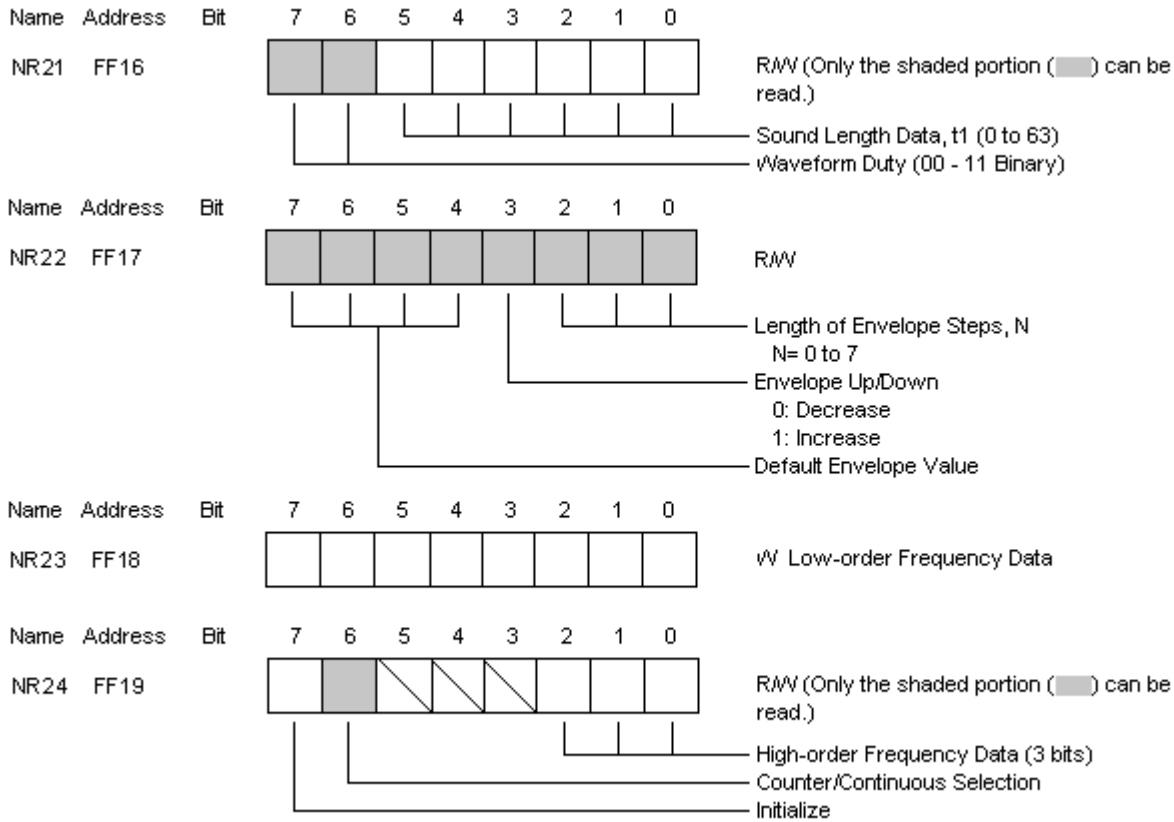 Name Address Bit 7 6 5 4 3 2 1 0
NR21 FF16 R/W (Only the shaded portion ( ) can be
read.)
Sound Length Data, t1 (0 to 63)
Waveform Duty (00 - 11 Binary)
Name Address Bit 7 6 5 4 3 2 1 0
NR22 FF17 R/W
Length of Envelope Steps, N
N= 0 to 7
Envelope Up/Down
0: Decrease
1: Increase
Default Envelope Value
Name Address Bit 7 6 5 4 3 2 1 0
NR23 FF18 W Low-order Frequency Data
Name Address Bit 7 6 5 4 3 2 1 0
NR24 FF19 R/W (Only the shaded portion ( ) can be
read.)
High-order Frequency Data (3 bits)
Counter/Continuous Selection
Initialize